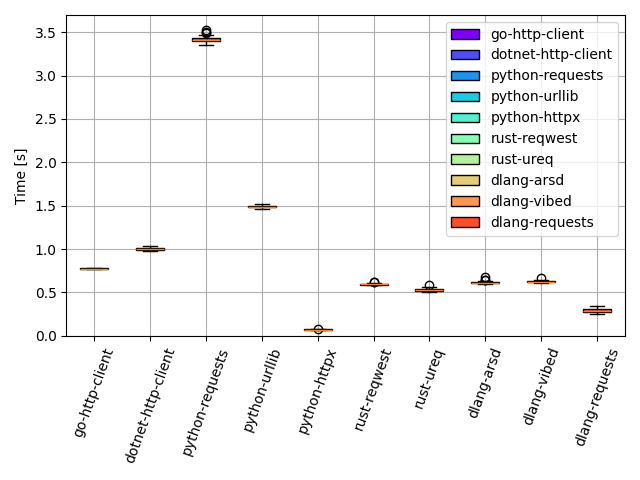 go-http-client
dotnet-http-client
python-requests
python-urllib
python-httpx
rust-reqwest
rust-ureq
dlang-arsd
dlang-vibed
dlang-requests
Time [s]
3.5
3.0
2.5
2.0
1.5
1.0
0.5
0.0
go-http-client
dotnet-http-client
python-requests
python-urllib
python-httpx
rust-reqwest
rust-ureq
dlang-arsd
dlang-vibed
dlang-requests